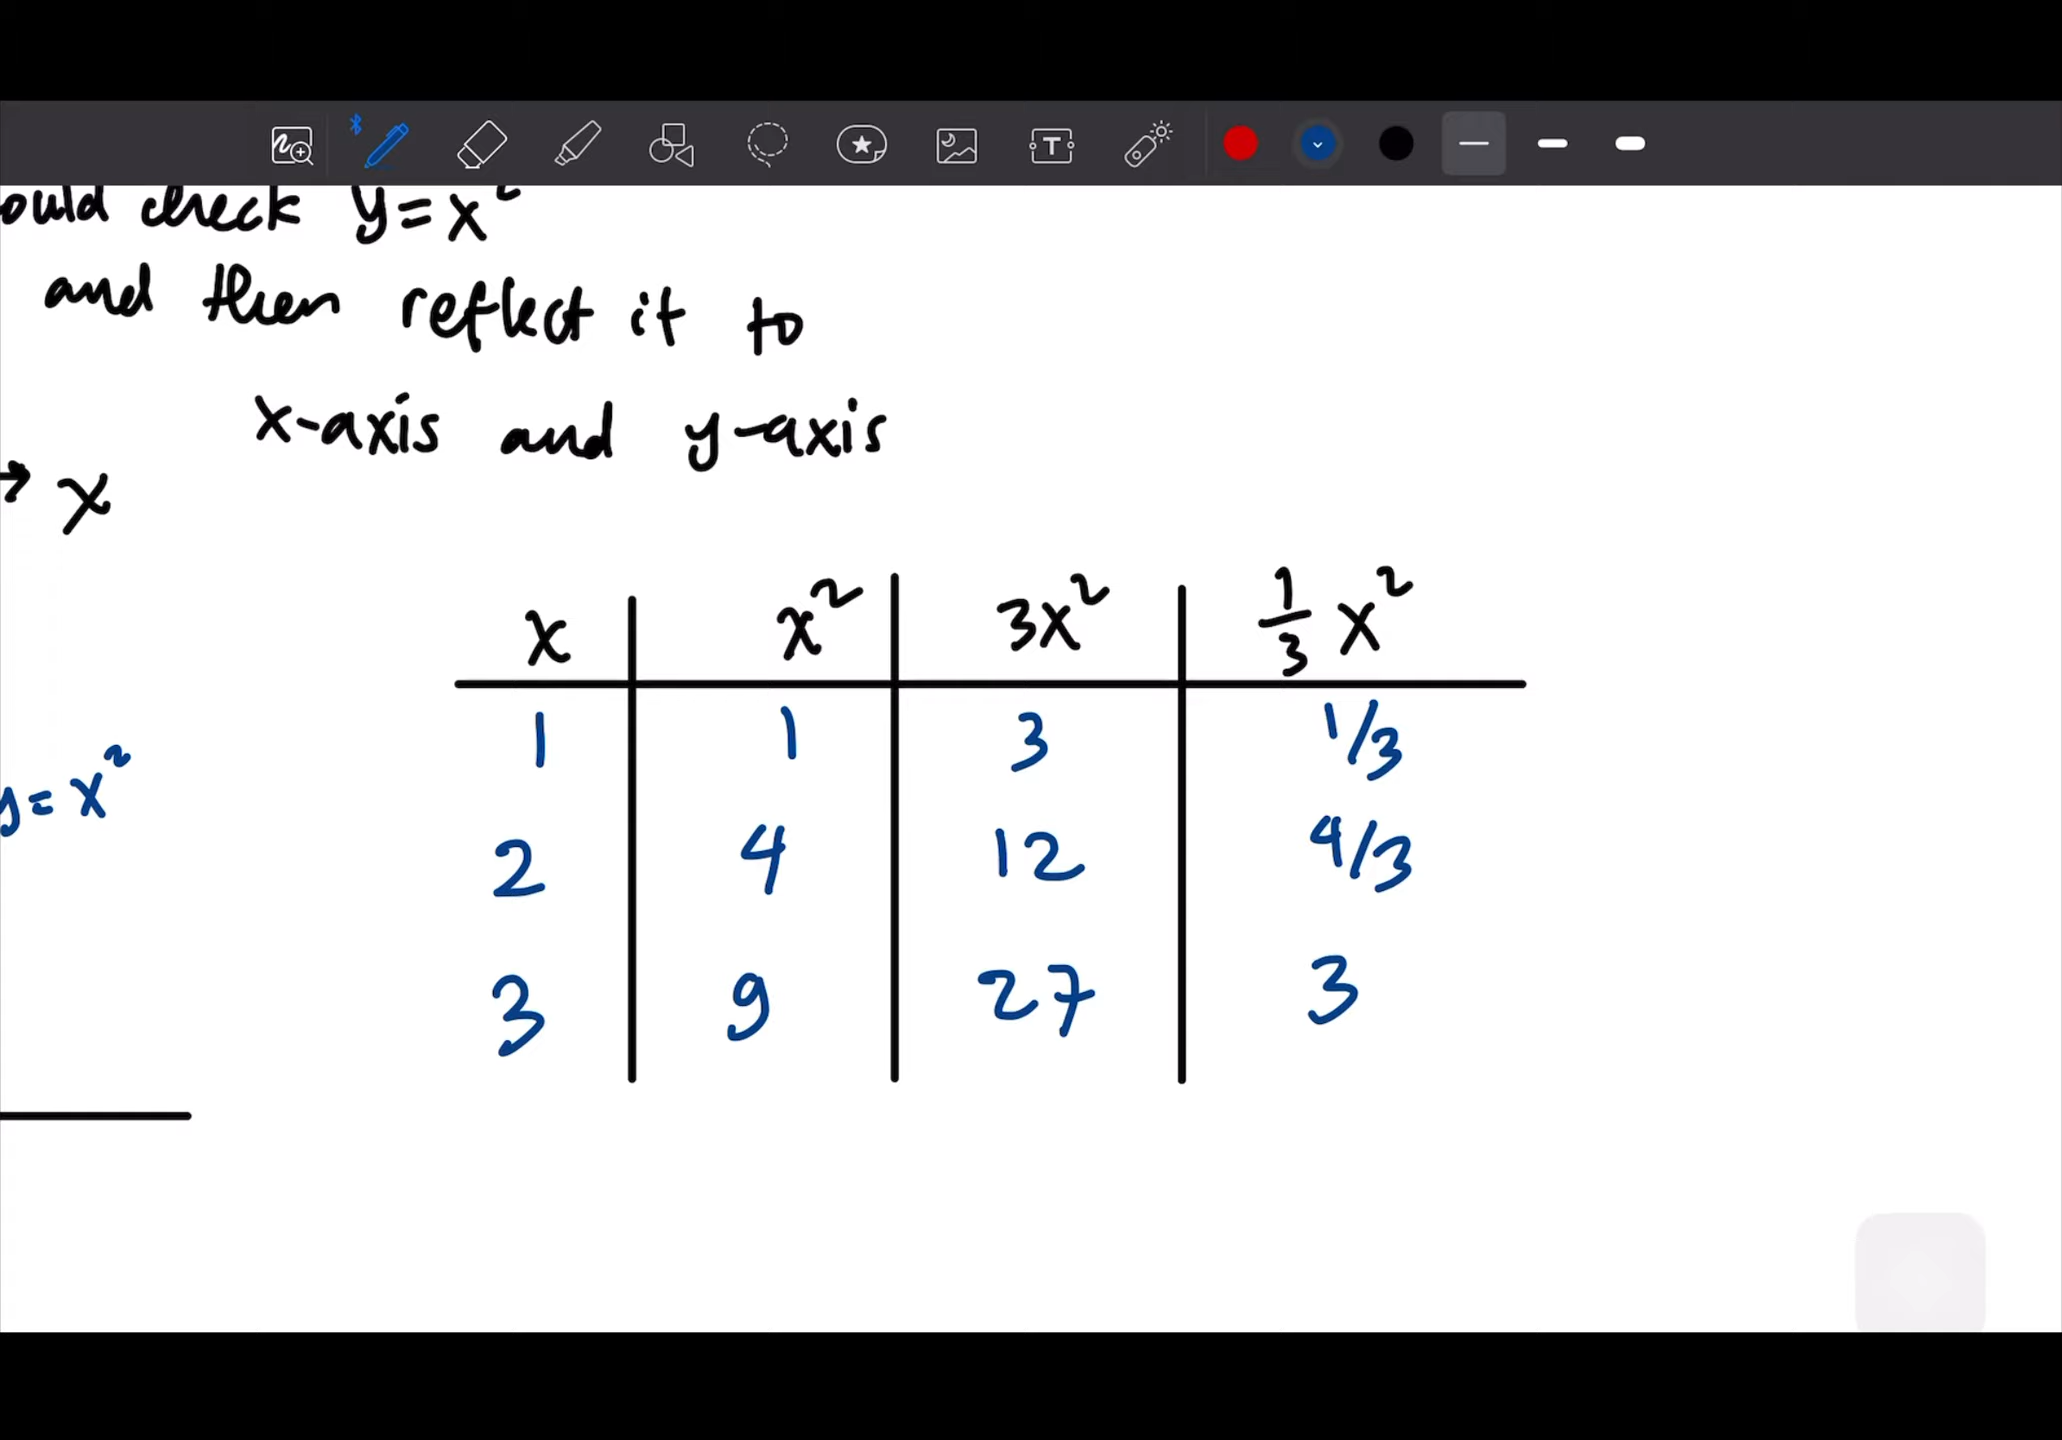 check y=x²
and then reflect it to
x-axis and y-axis
x
y=x²
x x² 3x² 1/3 x²
1 1 3 1/3
2 4 12 4/3
3 9 27 3